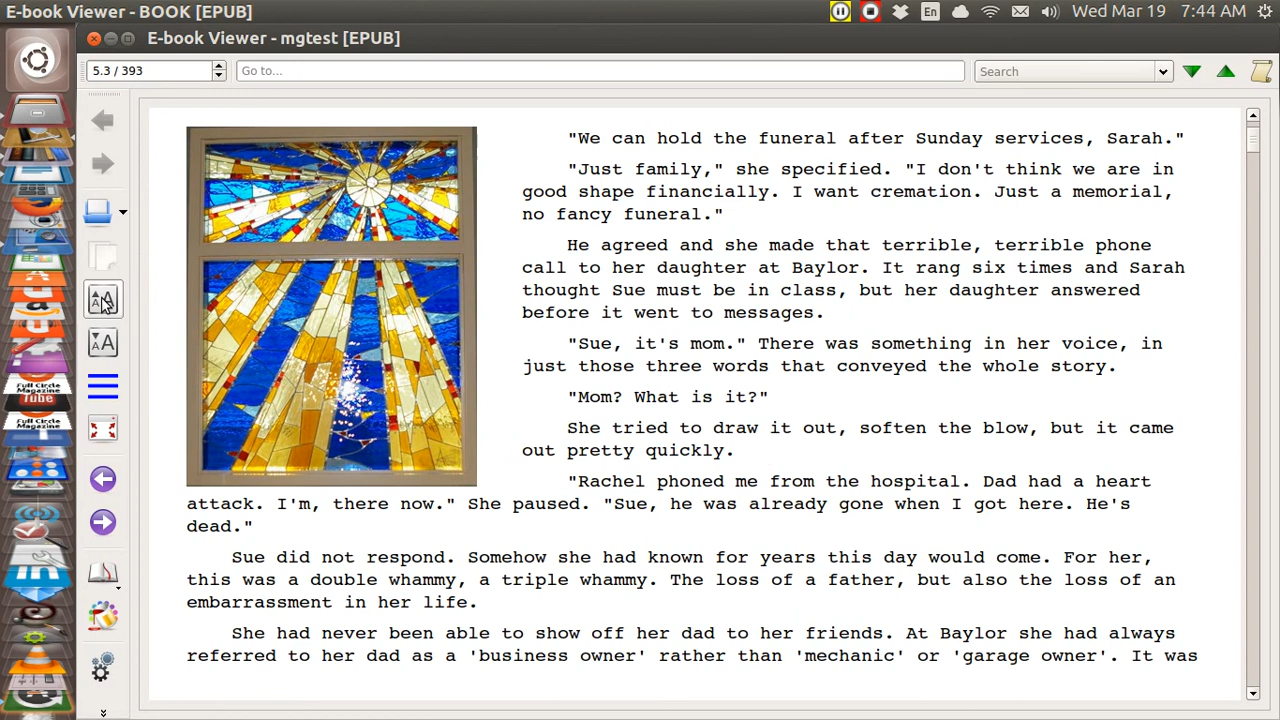 E-book Viewer - BOOK [EPUB]
En
Wed Mar 19
7:44 AM
E-book Viewer - mgtest [EPUB]
5.3 / 393
Go to...
Search
"We can hold the funeral after Sunday services, Sarah."
"Just family," she specified. "I don't think we are in
good shape financially. I want cremation. Just a memorial,
no fancy funeral."
He agreed and she made that terrible, terrible phone
call to her daughter at Baylor. It rang six times and Sarah
thought Sue must be in class, but her daughter answered
before it went to messages.
"Sue, it's mom." There was something in her voice, in
just those three words that conveyed the whole story.
"Mom? What is it?"
She tried to draw it out, soften the blow, but it came
out pretty quickly.
"Rachel phoned me from the hospital. Dad had a heart
attack. I'm, there now." She paused. "Sue, he was already gone when I got here. He's
dead."
Sue did not respond. Somehow she had known for years this day would come. For her,
this was a double whammy, a triple whammy. The loss of a father, but also the loss of an
embarrassment in her life.
She had never been able to show off her dad to her friends. At Baylor she had always
referred to her dad as a 'business owner' rather than 'mechanic' or 'garage owner'. It was
Full Circle
Magazine
Tube
Full Circle
Magazine
in